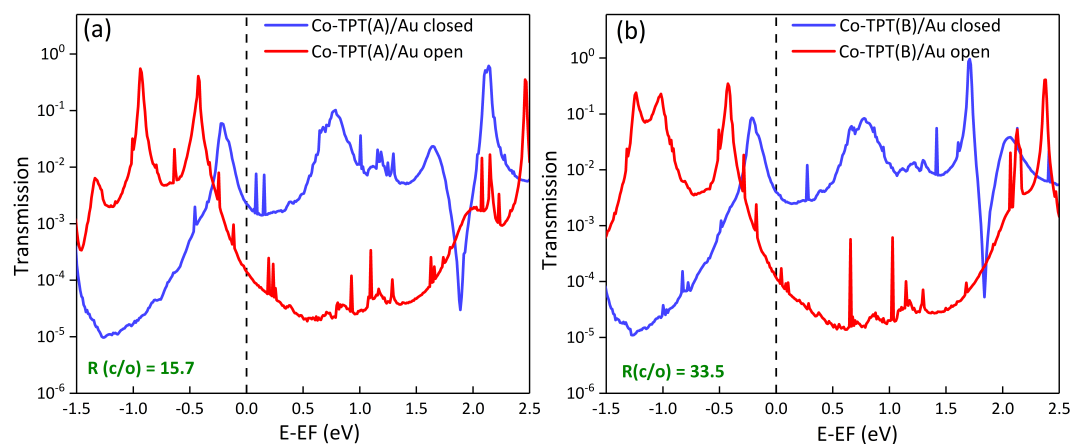 (a)
Co-TPT(A)/Au closed
Co-TPT(A)/Au open
Transmission
10^0
10^-1
10^-2
10^-3
10^-4
10^-5
10^-6
R (c/o) = 15.7
-1.5 -1.0 -0.5 0.0 0.5 1.0 1.5 2.0 2.5
E-EF (eV)
(b)
Co-TPT(B)/Au closed
Co-TPT(B)/Au open
Transmission
10^0
10^-1
10^-2
10^-3
10^-4
10^-5
10^-6
R(c/o) = 33.5
-1.5 -1.0 -0.5 0.0 0.5 1.0 1.5 2.0 2.5
E-EF (eV)